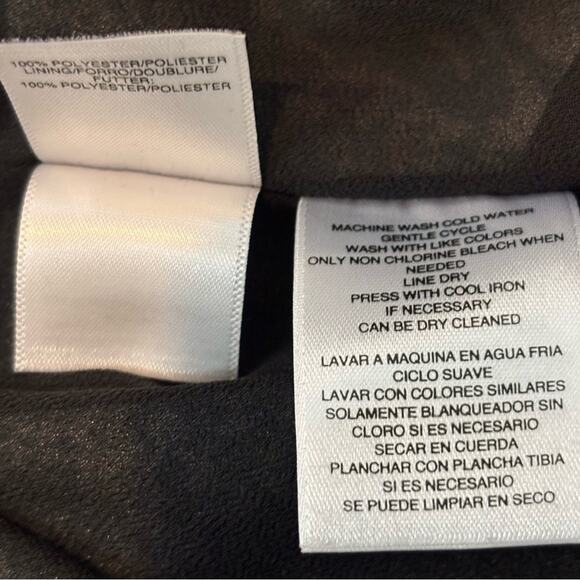 100% POLYESTER/POLIESTER
LINING/FORRO/DOUBLURE/
FUTTER:
100% POLYESTER/POLIESTER
MACHINE WASH COLD WATER
GENTLE CYCLE
WASH WITH LIKE COLORS
ONLY NON CHLORINE BLEACH WHEN
NEEDED
LINE DRY
PRESS WITH COOL IRON
IF NECESSARY
CAN BE DRY CLEANED
LAVAR A MAQUINA EN AGUA FRIA
CICLO SUAVE
LAVAR CON COLORES SIMILARES
SOLAMENTE BLANQUEADOR SIN
CLORO SI ES NECESARIO
SECAR EN CUERDA
PLANCHAR CON PLANCHA TIBIA
SI ES NECESARIO
SE PUEDE LIMPIAR EN SECO